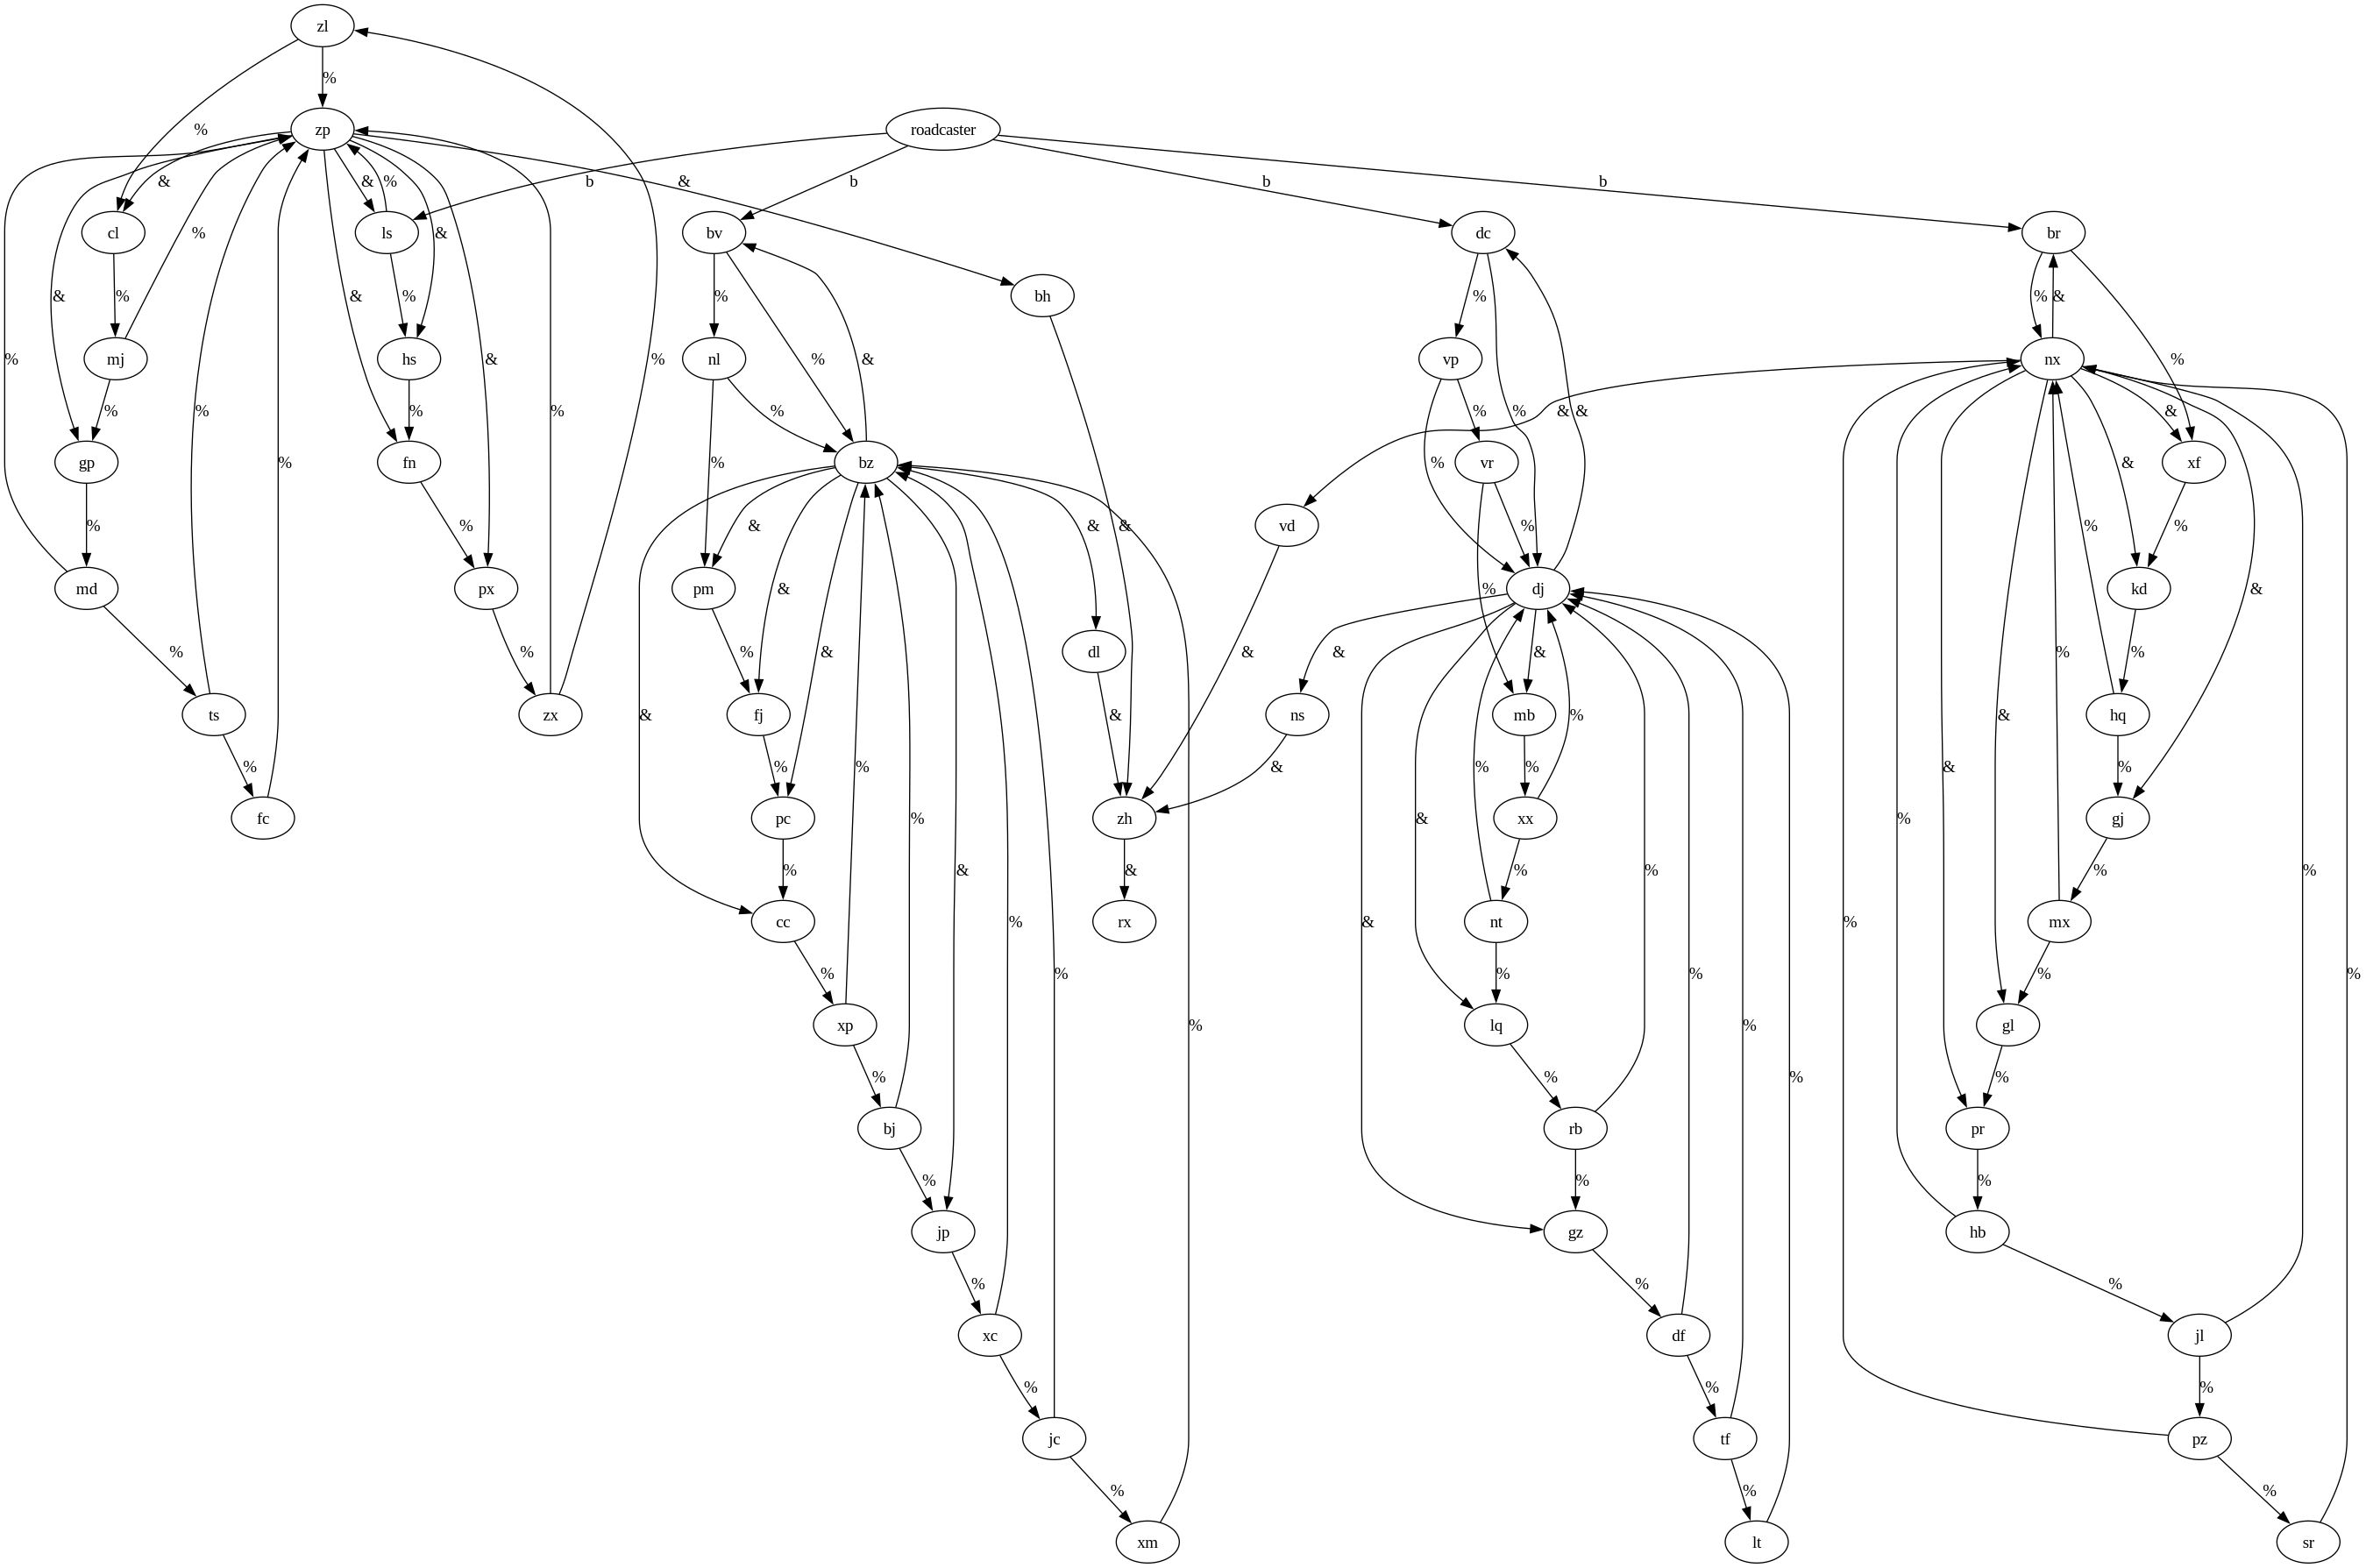 zl
%
%
zp
roadcaster
&
&
%
b
&
b
b
b
cl
ls
bv
dc
br
%
&
&
%
&
%
%
%
&
bh
%
%
&
mj
hs
nl
vp
nx
%
%
%
&
%
%
&
%
%
%
&
&
%
&
%
%
%
%
%
%
&
gp
fn
bz
vr
xf
%
%
&
&
&
&
%
%
vd
md
px
pm
dj
kd
%
%
&
&
%
%
%
&
dl
%
&
&
&
%
%
%
ts
zx
fj
ns
mb
hq
&
&
%
%
%
%
&
&
%
%
%
&
%
fc
pc
zh
xx
gj
%
%
&
&
&
%
%
%
%
cc
rx
nt
mx
%
%
&
%
%
%
%
%
%
%
xp
lq
gl
%
%
%
%
%
%
bj
rb
pr
%
%
%
jp
gz
hb
%
%
%
xc
df
jl
%
%
%
jc
tf
pz
%
%
%
xm
lt
sr